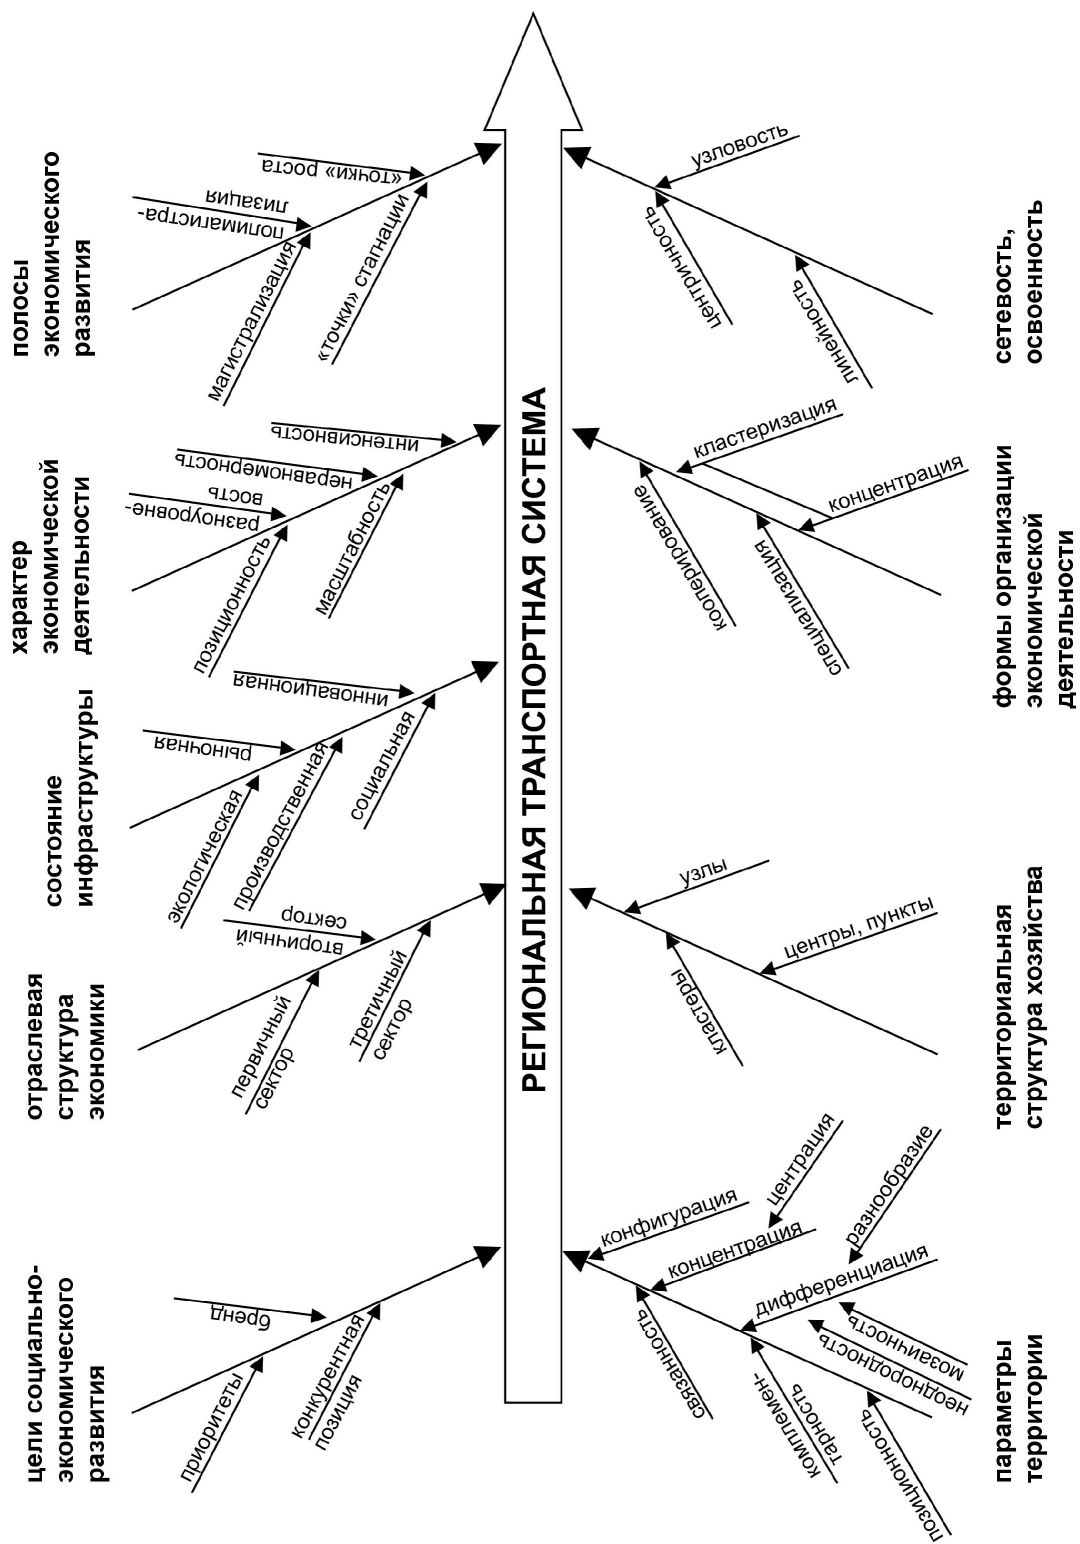 полосы
экономического
развития
«точки» роста
полимагистра-
лизация
магистрализация
«точки» стагнации
характер
экономической
деятельности
интенсивность
неравномерность
разноуровне-
вость
позиционность
масштабность
состояние
инфраструктуры
инновационная
рыночная
экологическая
производственная
социальная
отраслевая
структура
экономики
вторичный
сектор
первичный
сектор
третичный
сектор
цели социально-
экономического
развития
бренд
приоритеты
конкурентная
позиция
РЕГИОНАЛЬНАЯ ТРАНСПОРТНАЯ СИСТЕМА
сетевость,
освоенность
узловость
центричность
линейность
формы организации
экономической
деятельности
кластеризация
концентрация
кооперирование
специализация
территориальная
структура хозяйства
узлы
центры, пункты
кластеры
параметры
территории
конфигурация
концентрация
центрация
разнообразие
дифференциация
мозаичность
неоднородность
связанность
комплемен-
тарность
позиционность